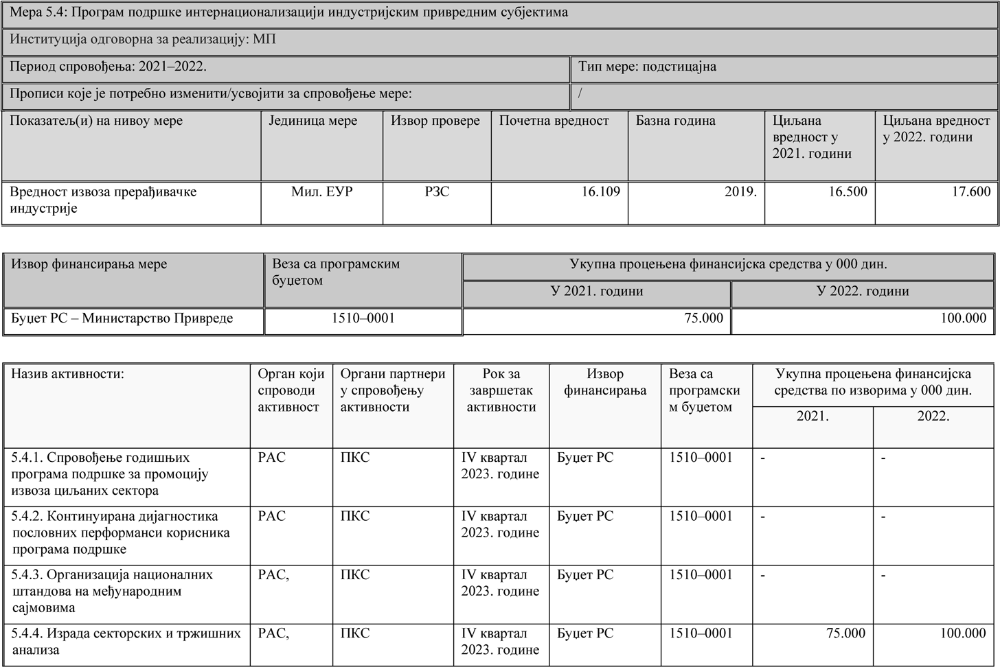 Мера 5.4: Програм подршке интернационализацији индустријским привредним субјектима
Институција одговорна за реализацију: МП
Период спровођења: 2021–2022.
Тип мере: подстицајна
Прописи које је потребно изменити/усвојити за спровођење мере:
/
Показатељ(и) на нивоу мере
Јединица мере
Извор провере
Почетна вредност
Базна година
Циљана
вредност у
2021. години
Циљана вредност
у 2022. години
Вредност извоза прерађивачке
индустрије
Мил. ЕУР
РЗС
16.109
2019.
16.500
17.600
Извор финансирања мере
Веза са програмским
буџетом
Укупна процењена финансијска средства у 000 дин.
У 2021. години
У 2022. години
Буџет РС – Министарство Привреде
1510–0001
75.000
100.000
Назив активности:
Орган који
спроводи
активност
Органи партнери
у спровођењу
активности
Рок за
завршетак
активности
Извор
финансирања
Веза са
програмски
м буџетом
Укупна процењена финансијска
средства по изворима у 000 дин.
2021.
2022.
5.4.1. Спровођење годишњих
програма подршке за промоцију
извоза циљаних сектора
РАС
ПКС
IV квартал
2023. године
Буџет РС
1510–0001
-
-
5.4.2. Континуирана дијагностика
пословних перформанси корисника
програма подршке
РАС
ПКС
IV квартал
2023. године
Буџет РС
1510–0001
-
-
5.4.3. Организација националних
штандова на међународним
сајмовима
РАС,
ПКС
IV квартал
2023. године
Буџет РС
1510–0001
-
-
5.4.4. Израда секторских и тржишних
анализа
РАС,
ПКС
IV квартал
2023. године
Буџет РС
1510–0001
75.000
100.000